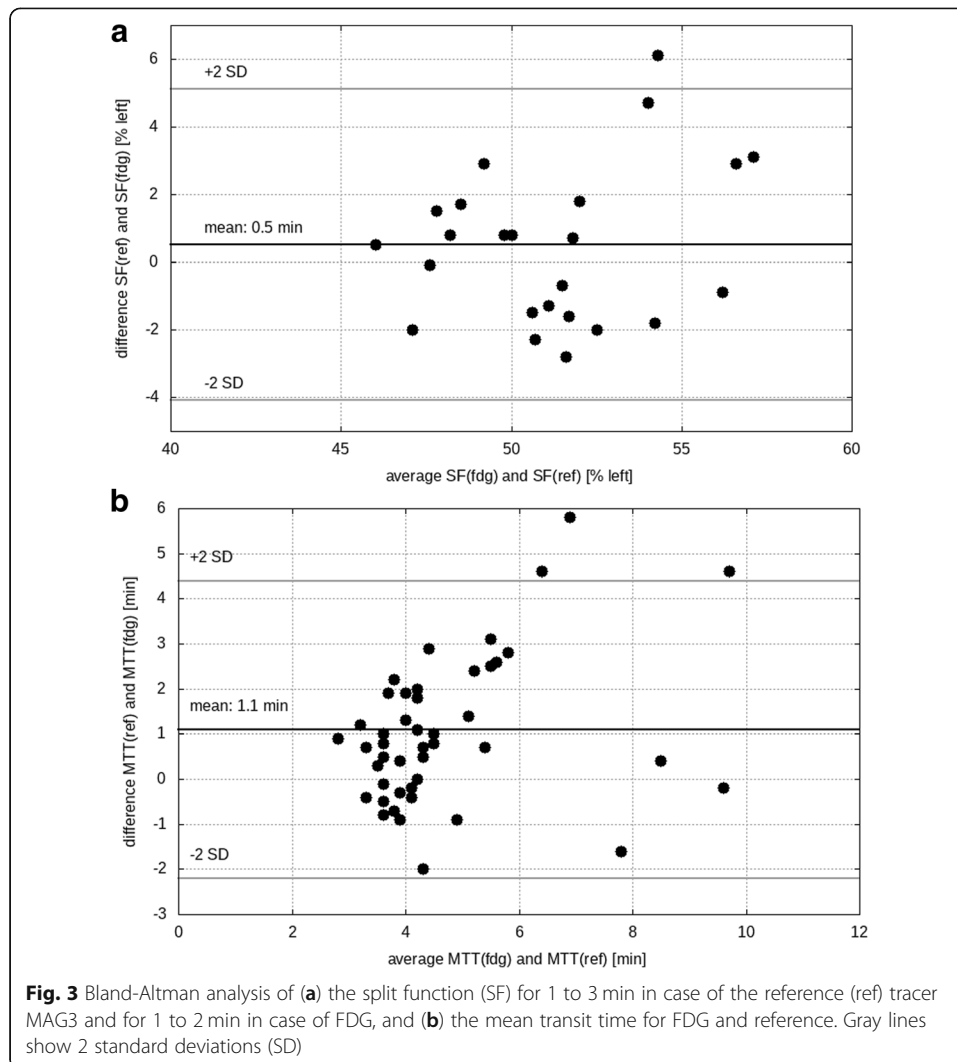 a
6
4
2
0
-2
-4
+2 SD
mean: 0.5 min
-2 SD
difference SF(ref) and SF(fdg) [% left]
40 45 50 55 60
average SF(fdg) and SF(ref) [% left]
b
6
5
4
3
2
1
0
-1
-2
-3
+2 SD
mean: 1.1 min
-2 SD
difference MTT(ref) and MTT(fdg) [min]
0 2 4 6 8 10 12
average MTT(fdg) and MTT(ref) [min]
Fig. 3 Bland-Altman analysis of (a) the split function (SF) for 1 to 3 min in case of the reference (ref) tracer
MAG3 and for 1 to 2 min in case of FDG, and (b) the mean transit time for FDG and reference. Gray lines
show 2 standard deviations (SD)